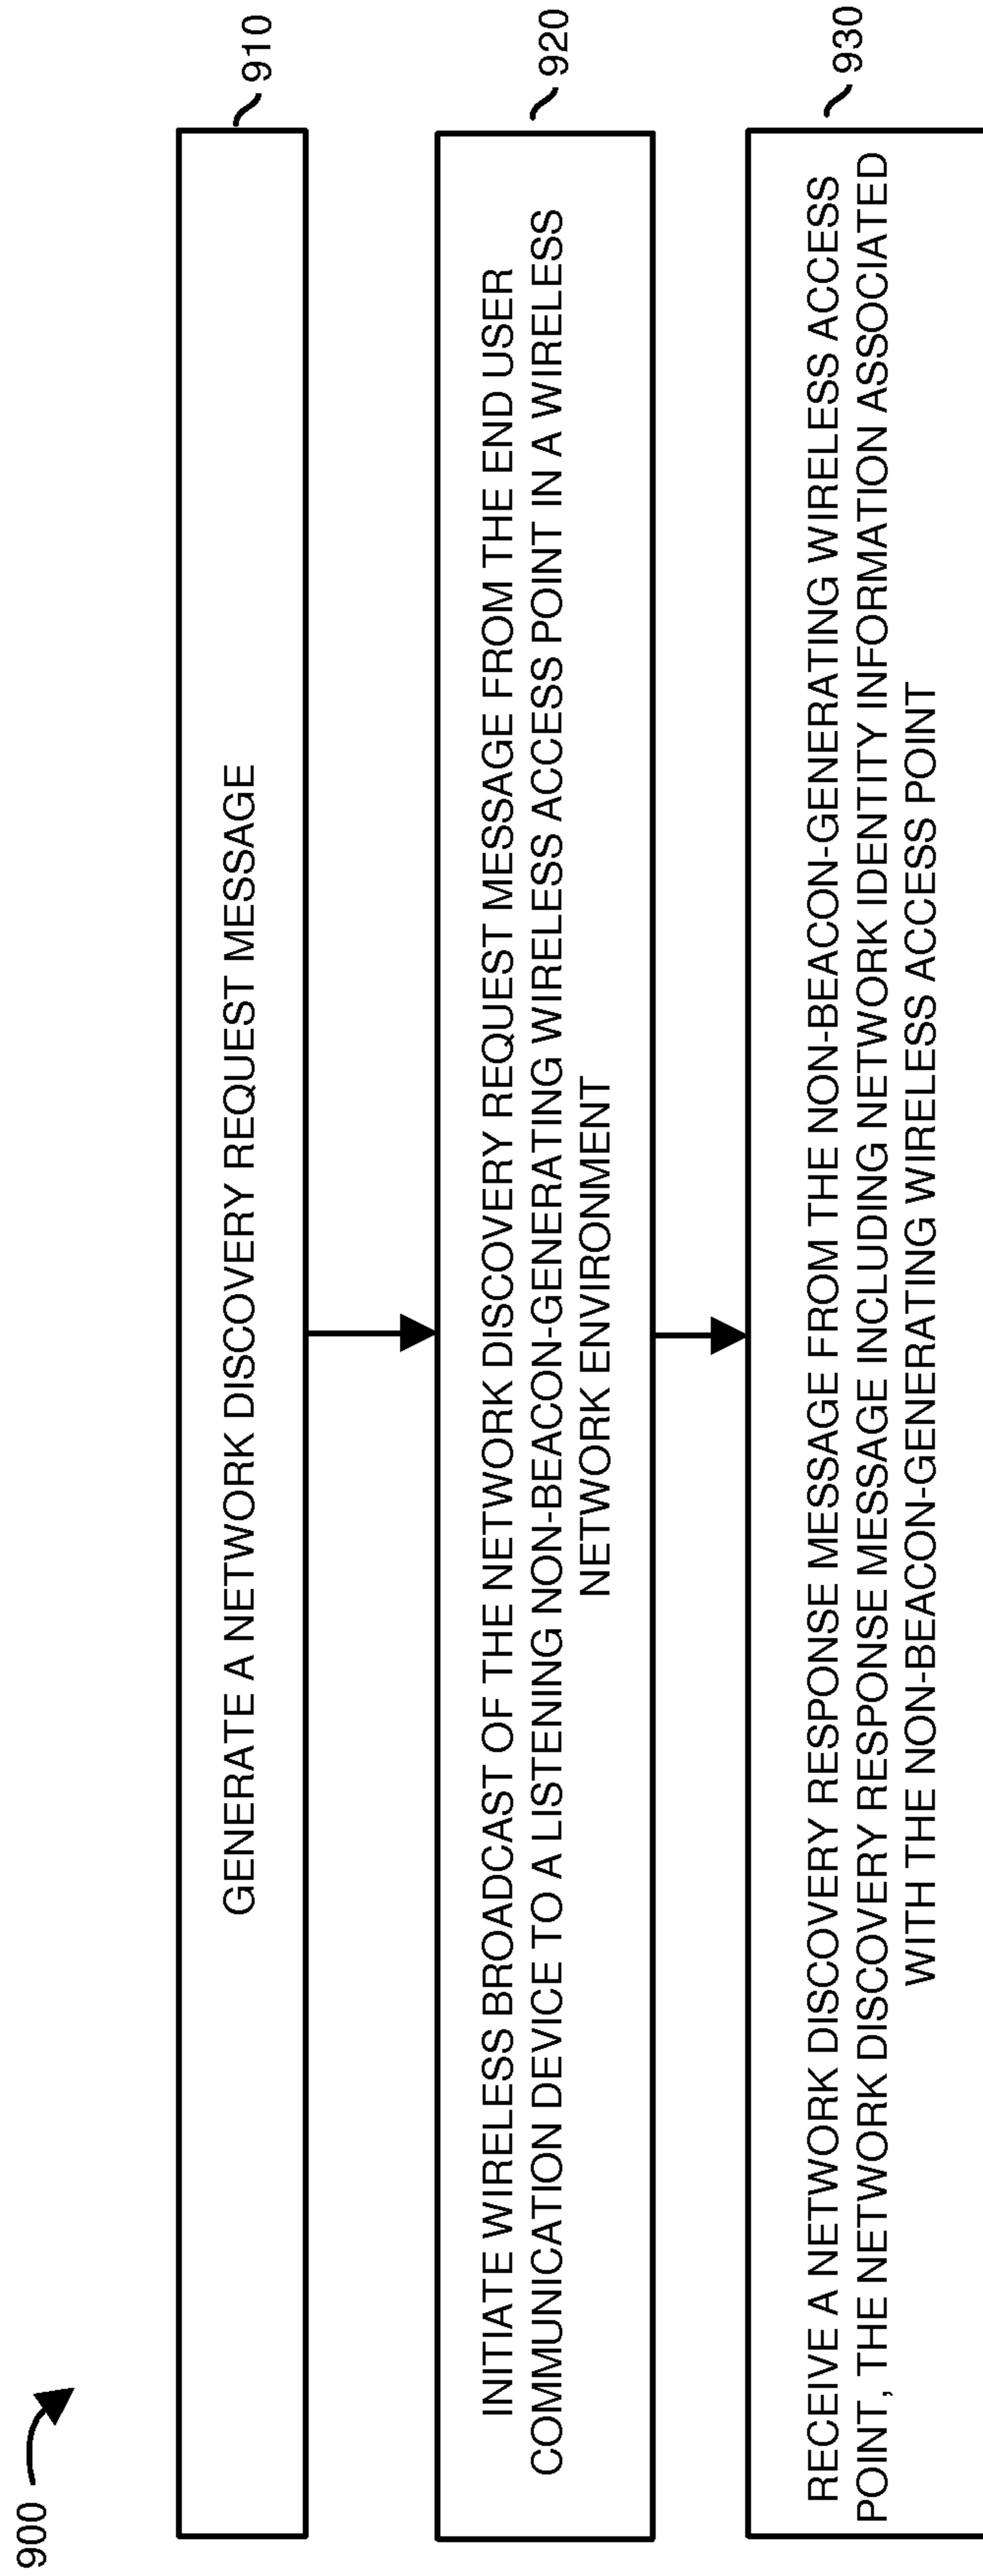 900
GENERATE A NETWORK DISCOVERY REQUEST MESSAGE
910
INITIATE WIRELESS BROADCAST OF THE NETWORK DISCOVERY REQUEST MESSAGE FROM THE END USER
COMMUNICATION DEVICE TO A LISTENING NON-BEACON-GENERATING WIRELESS ACCESS POINT IN A WIRELESS
NETWORK ENVIRONMENT
920
RECEIVE A NETWORK DISCOVERY RESPONSE MESSAGE FROM THE NON-BEACON-GENERATING WIRELESS ACCESS
POINT, THE NETWORK DISCOVERY RESPONSE MESSAGE INCLUDING NETWORK IDENTITY INFORMATION ASSOCIATED
WITH THE NON-BEACON-GENERATING WIRELESS ACCESS POINT
930